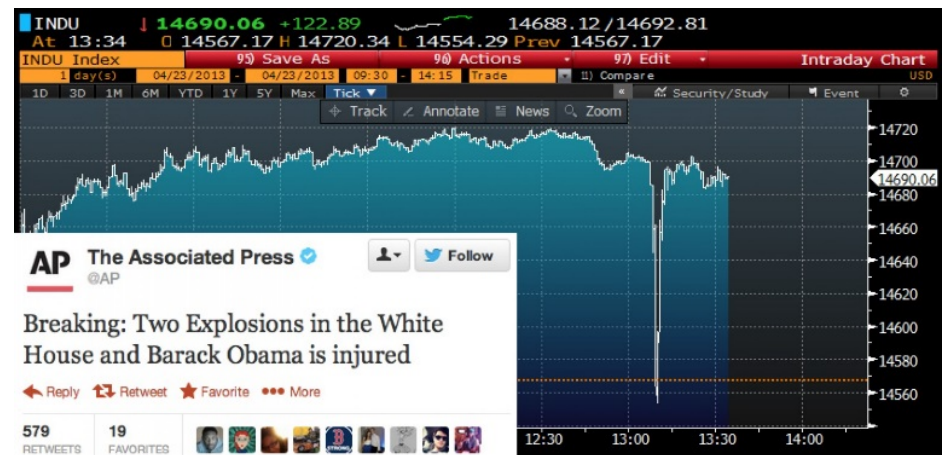 INDU 14690.06 +122.89 14688.12/14692.81
At 13:34 O 14567.17 H 14720.34 L 14554.29 Prev 14567.17
INDU Index 95) Save As 96) Actions 97) Edit Intraday Chart
1 day(s) 04/23/2013 - 04/23/2013 09:30 - 14:15 Trade 11) Compare USD
1D 3D 1M 6M YTD 1Y 5Y Max Tick ▼ « Security/Study Event
Track Annotate News Zoom
14720
14700
14690.06
14680
14660
14640
14620
14600
14580
14560
AP The Associated Press
@AP
Follow
Breaking: Two Explosions in the White
House and Barack Obama is injured
Reply Retweet Favorite More
579 19
RETWEETS FAVORITES
B
STRONG
12:30 13:00 13:30 14:00